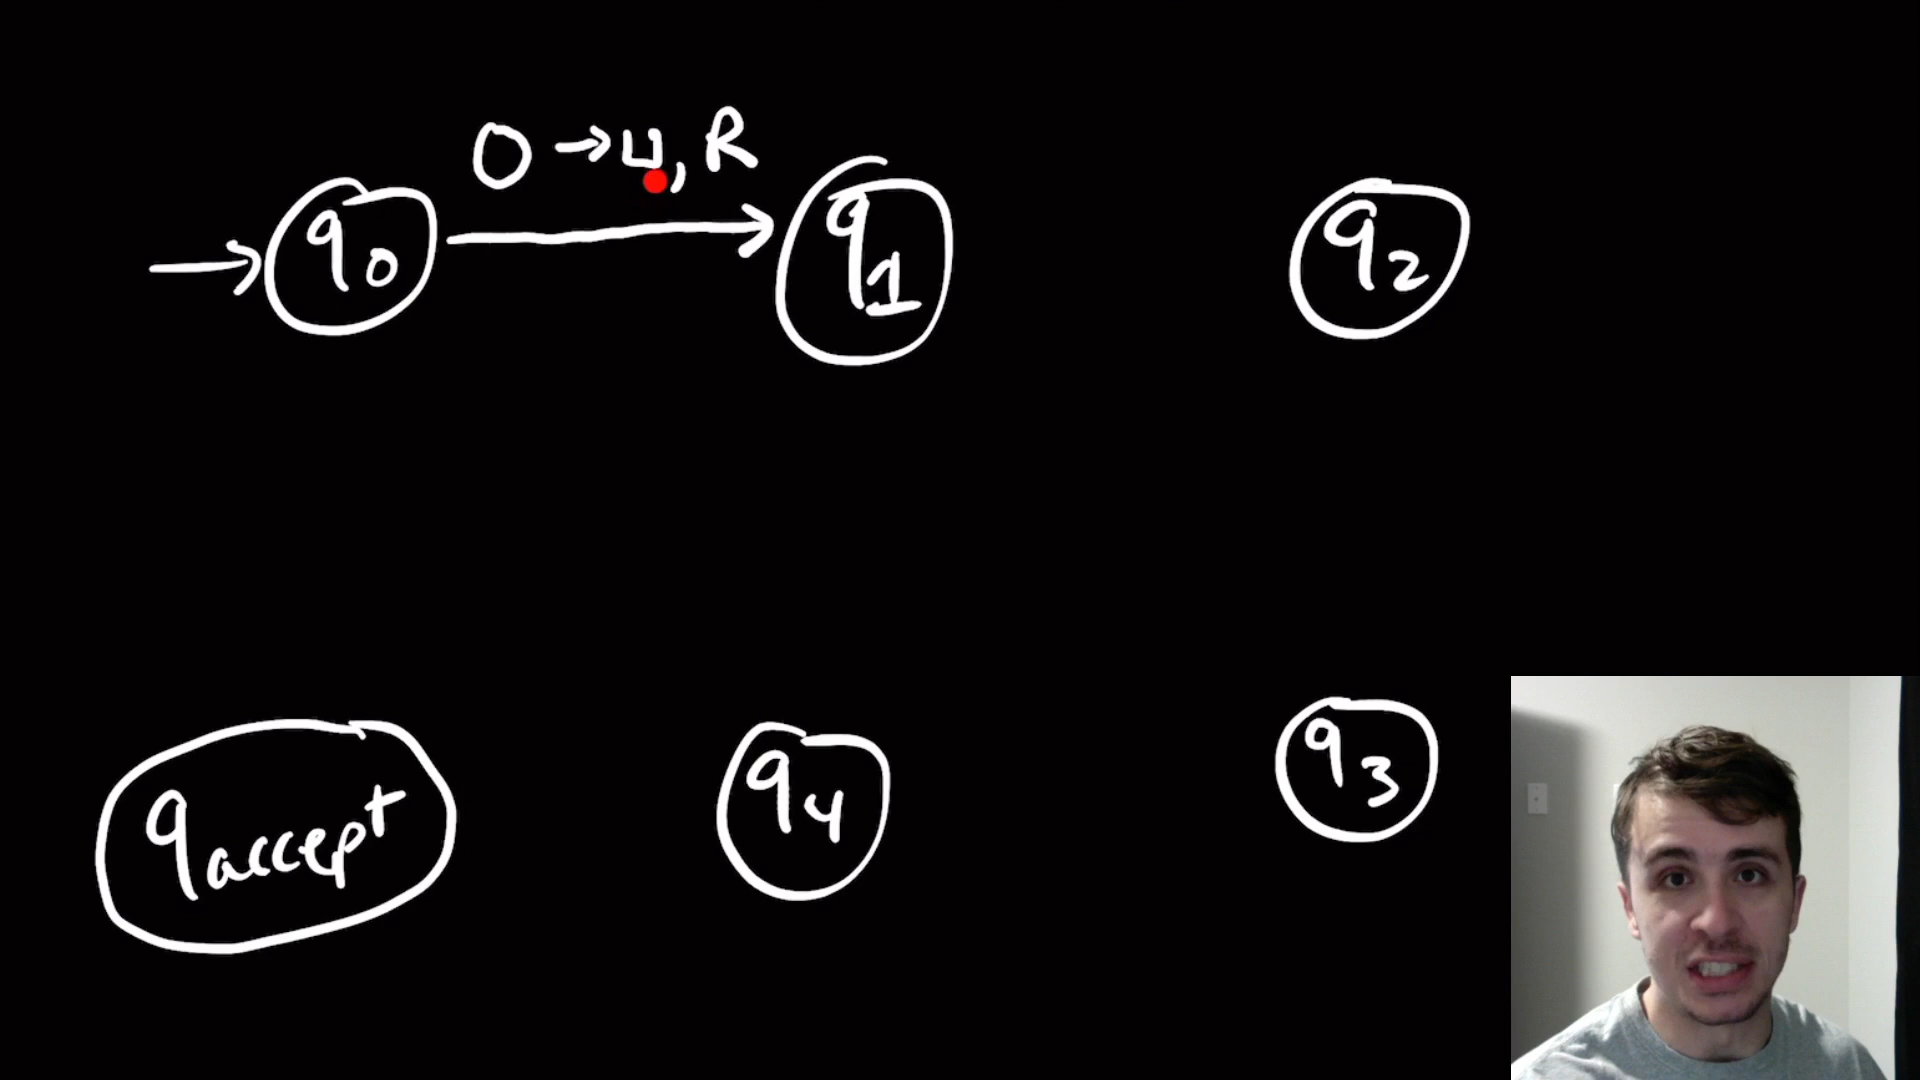 0 → ⊔, R
→ q0 → q1 q2
qaccept q4 q3